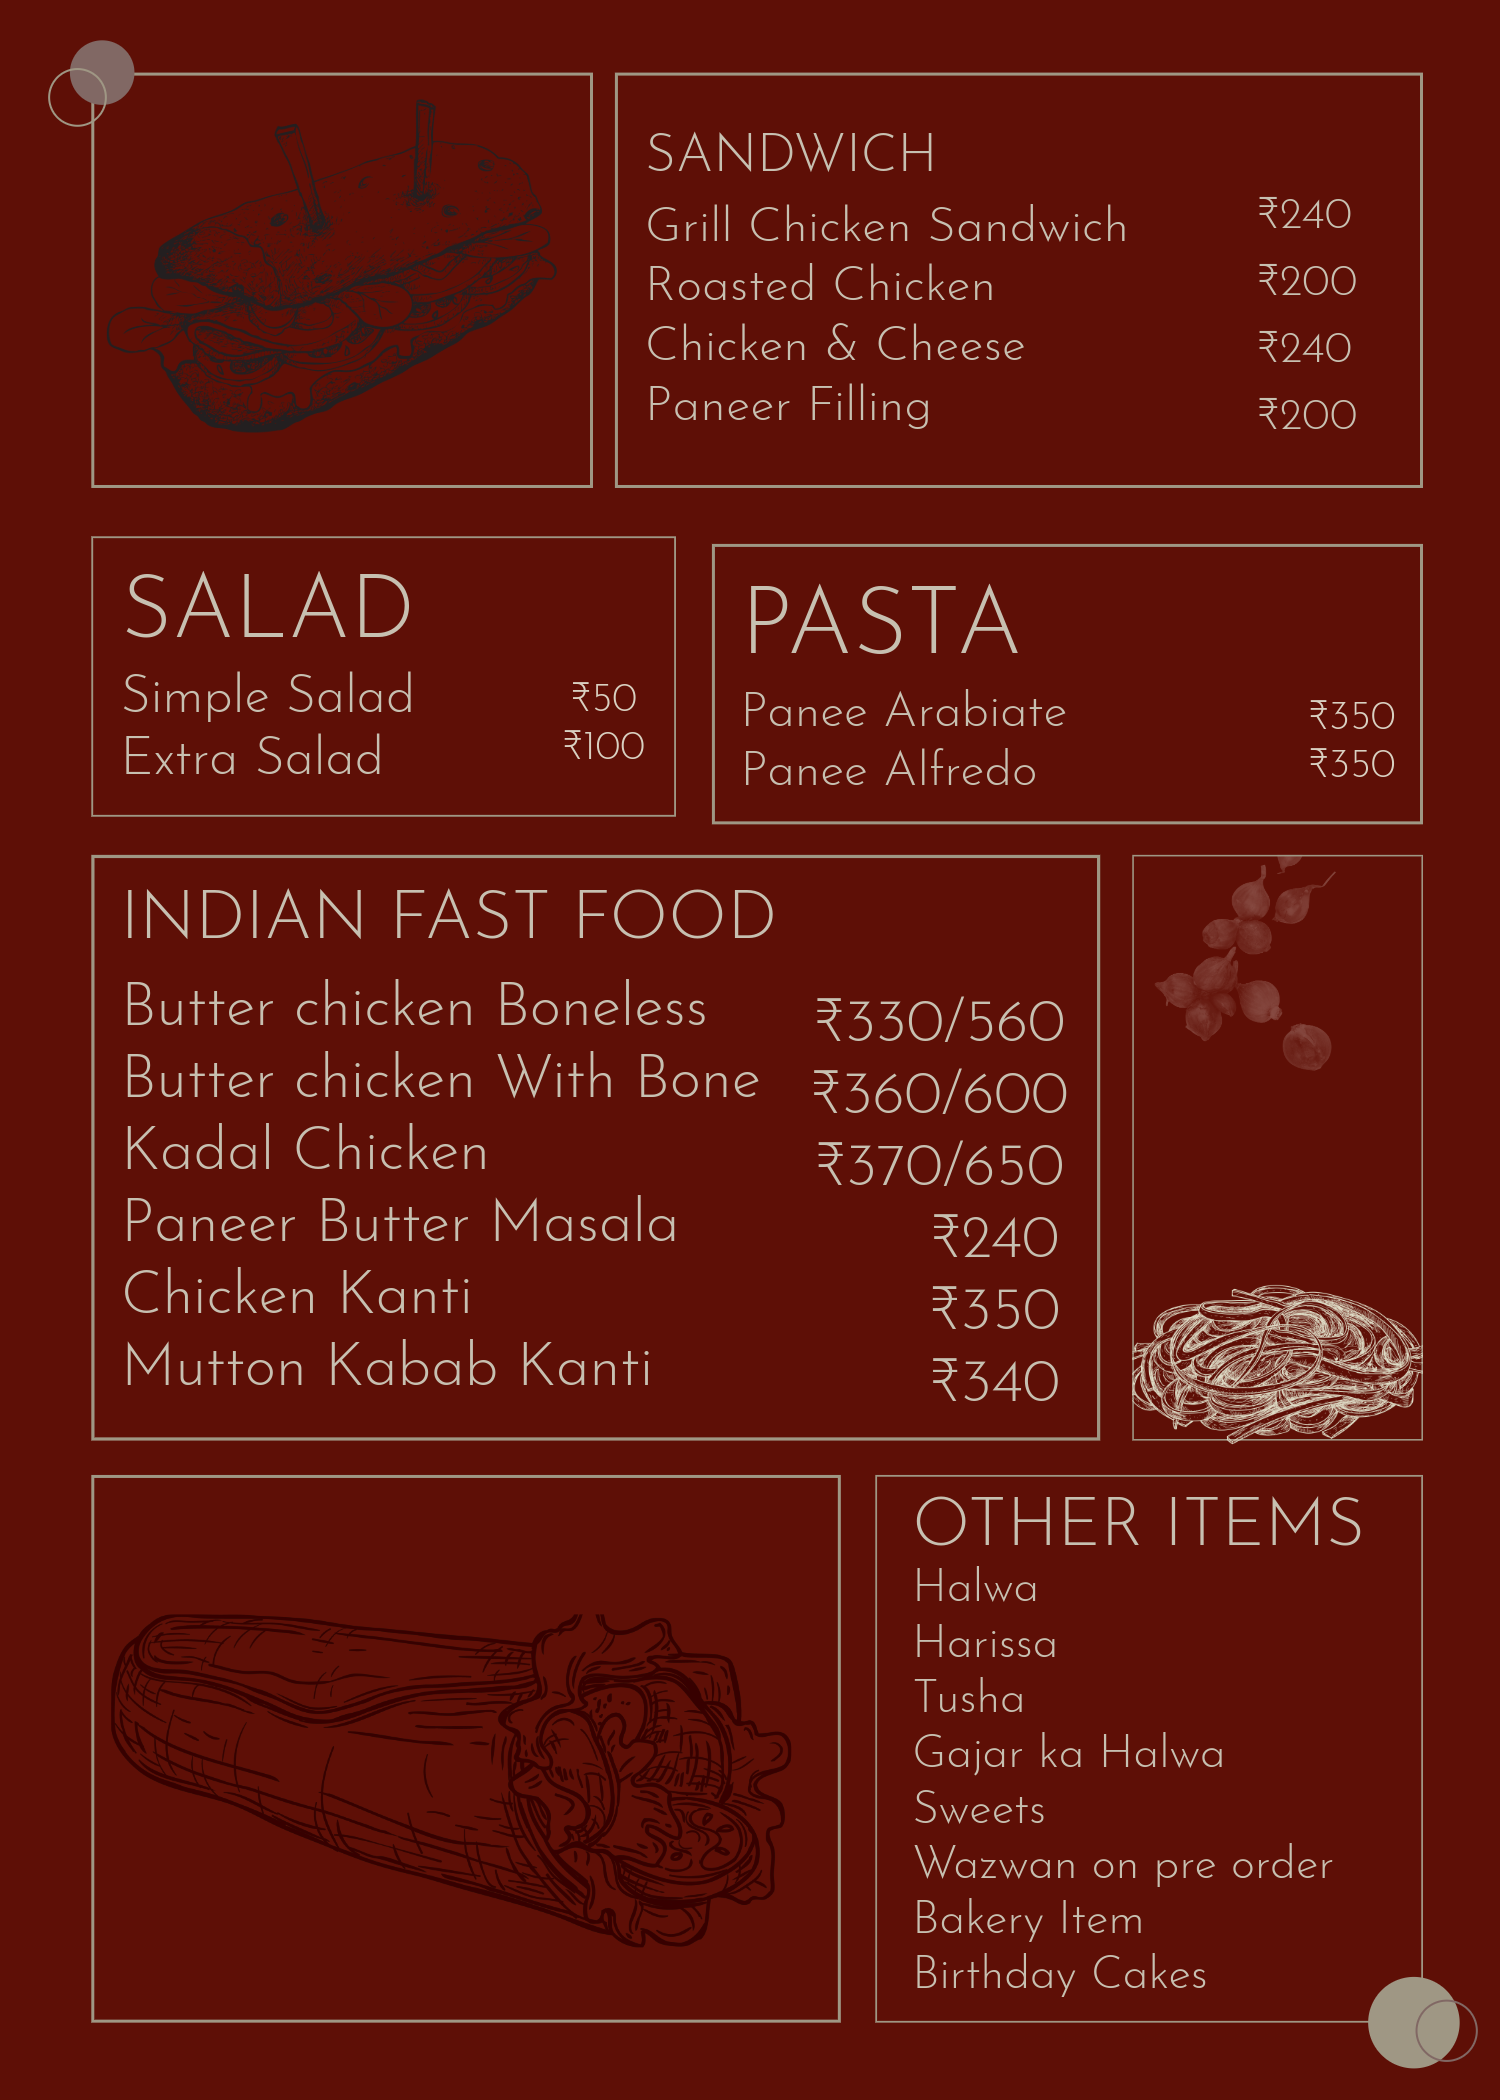 SANDWICH
Grill Chicken Sandwich ₹240
Roasted Chicken ₹200
Chicken & Cheese ₹240
Paneer Filling ₹200
SALAD
Simple Salad ₹50
Extra Salad ₹100
PASTA
Panee Arabiate ₹350
Panee Alfredo ₹350
INDIAN FAST FOOD
Butter chicken Boneless ₹330/560
Butter chicken With Bone ₹360/600
Kadal Chicken ₹370/650
Paneer Butter Masala ₹240
Chicken Kanti ₹350
Mutton Kabab Kanti ₹340
OTHER ITEMS
Halwa
Harissa
Tusha
Gajar ka Halwa
Sweets
Wazwan on pre order
Bakery Item
Birthday Cakes